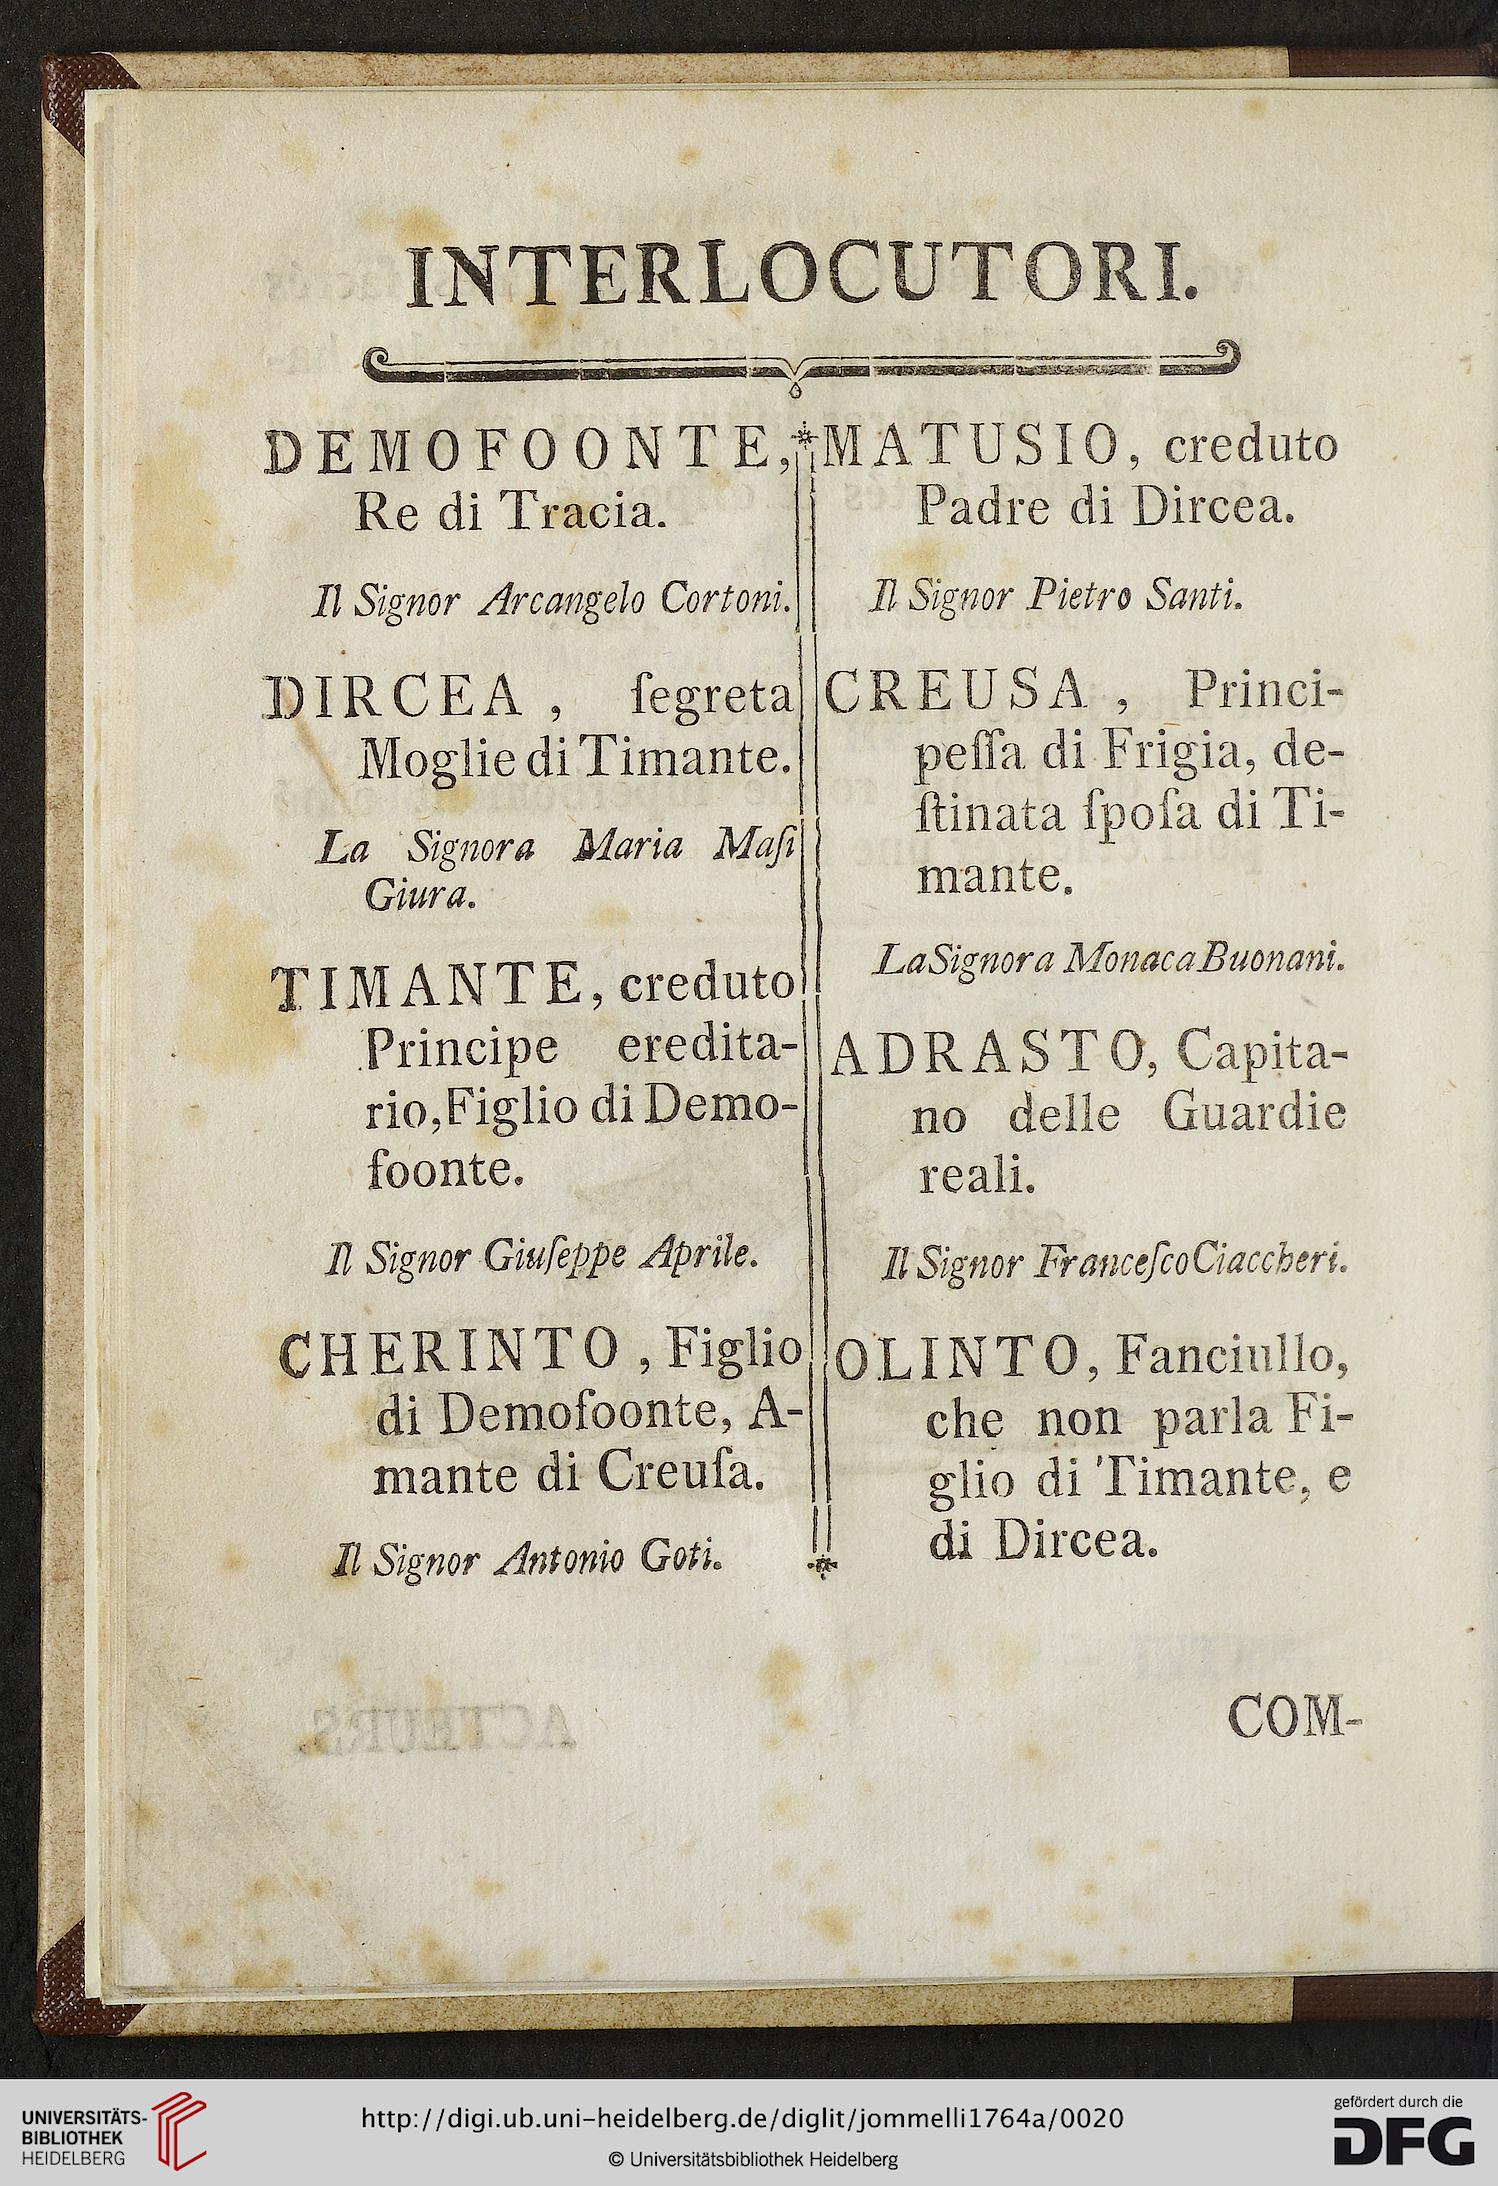 INTERLOCUTORI.
DEMOFOONTE,
Re di Tracia.
Il Signor Arcangelo Cortoni.
DIRCEA, ſegreta
Moglie di Timante.
La Signora Maria Maſi
Giura.
TIMANTE, creduto
Principe eredita-
rio, Figlio di Demo-
foonte.
Il Signor Giuſeppe Aprile.
CHERINTO, Figlio
di Demofoonte, A-
mante di Creuſa.
Il Signor Antonio Goti.
MATUSIO, creduto
Padre di Dircea.
Il Signor Pietro Santi.
CREUSA, Princi-
peſſa di Frigia, de-
ſtinata ſpoſa di Ti-
mante.
La Signora Monaca Buonani.
ADRASTO, Capita-
no delle Guardie
reali.
Il Signor Franceſco Ciaccheri.
OLINTO, Fanciullo,
che non parla Fi-
glio di Timante, e
di Dircea.
COM-
ACTEURS.
UNIVERSITÄTS-
BIBLIOTHEK
HEIDELBERG
http://digi.ub.uni-heidelberg.de/diglit/jommelli1764a/0020
© Universitätsbibliothek Heidelberg
gefördert durch die
DFG